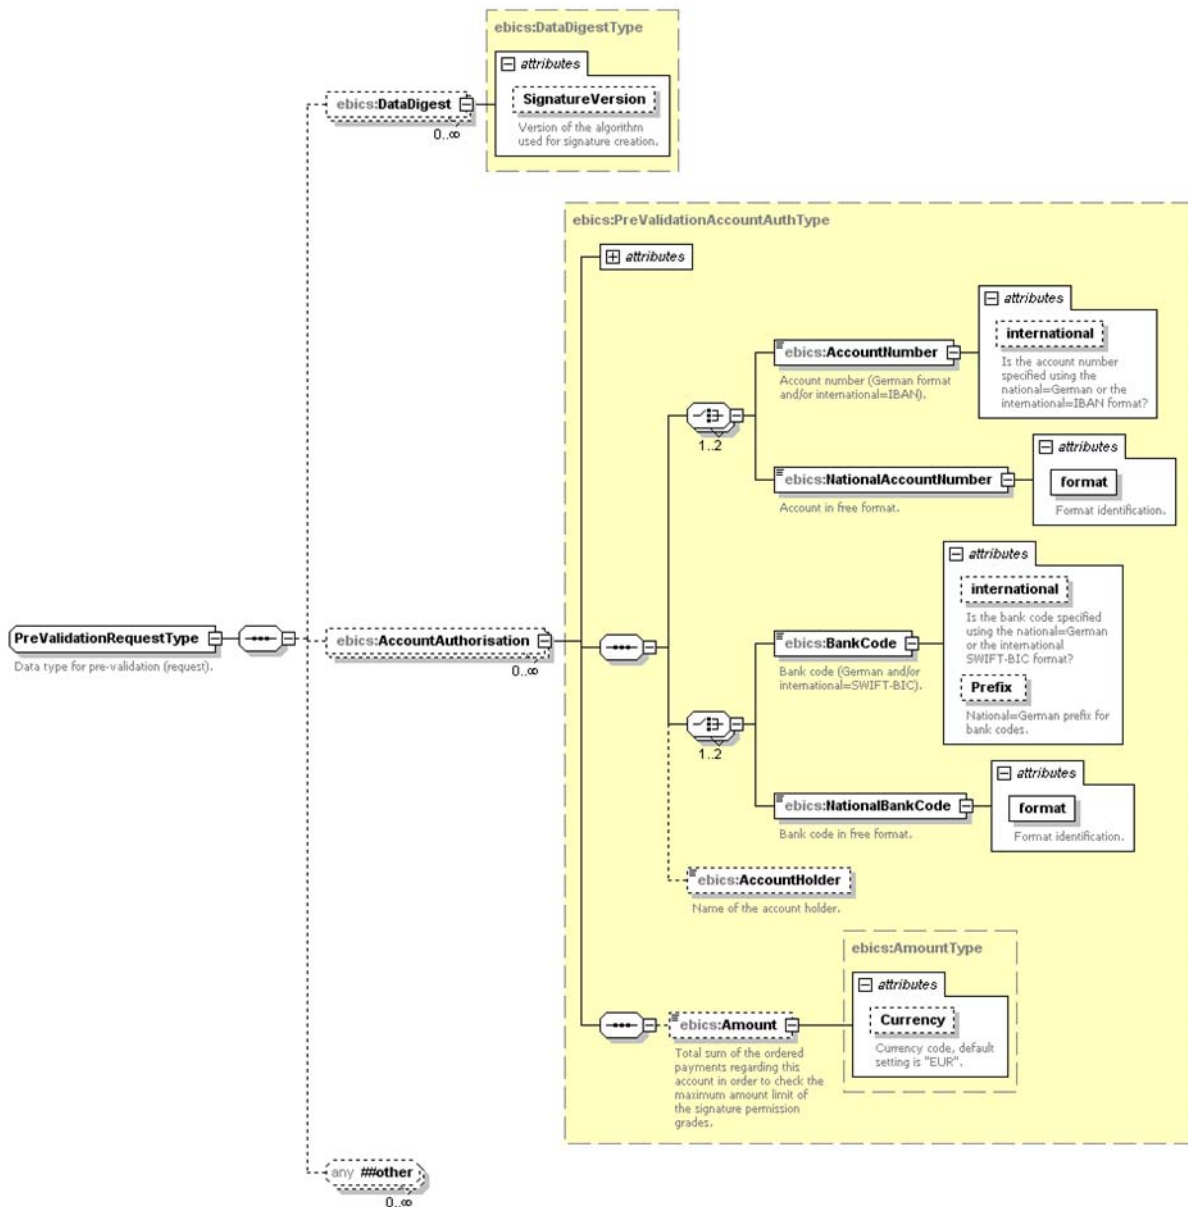 ebics:DataDigestType
attributes
ebics:DataDigest
0..∞
SignatureVersion
Version of the algorithm
used for signature creation.
ebics:PreValidationAccountAuthType
attributes
attributes
international
Is the account number
specified using the
national=German or the
international=IBAN format?
ebics:AccountNumber
Account number (German format
and/or international=IBAN).
1..2
attributes
ebics:NationalAccountNumber
Account in free format.
format
Format identification.
attributes
international
Is the bank code specified
using the national=German
or the international
SWIFT-BIC format?
Prefix
National=German prefix for
bank codes.
PreValidationRequestType
Data type for pre-validation (request).
ebics:AccountAuthorisation
0..∞
ebics:BankCode
Bank code (German and/or
international=SWIFT-BIC).
1..2
attributes
ebics:NationalBankCode
Bank code in free format.
format
Format identification.
ebics:AccountHolder
Name of the account holder.
ebics:AmountType
attributes
ebics:Amount
Total sum of the ordered
payments regarding this
account in order to check the
maximum amount limit of
the signature permission
grades.
Currency
Currency code, default
setting is "EUR".
any ##other
0..∞